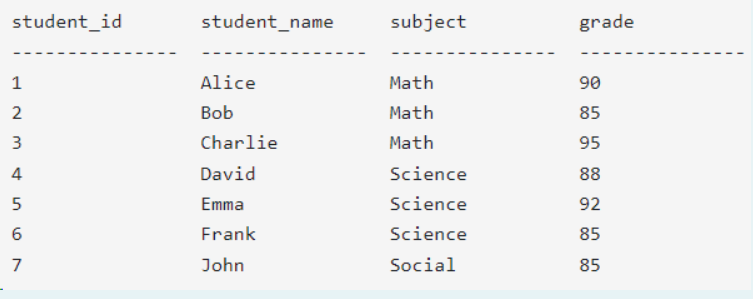 student_id student_name subject grade
--------------- --------------- --------------- ---------------
1 Alice Math 90
2 Bob Math 85
3 Charlie Math 95
4 David Science 88
5 Emma Science 92
6 Frank Science 85
7 John Social 85